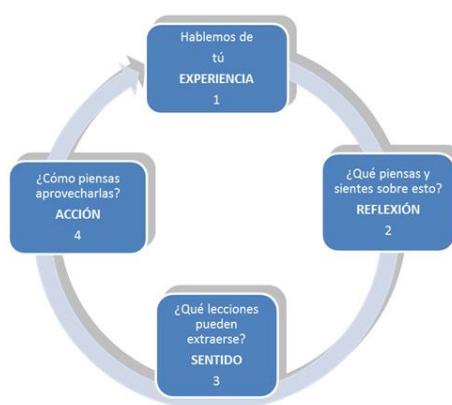 Hablemos de
tú
EXPERIENCIA
1
¿Qué piensas y
sientes sobre esto?
REFLEXIÓN
2
¿Qué lecciones
pueden
extraerse?
SENTIDO
3
¿Cómo piensas
aprovecharlas?
ACCIÓN
4